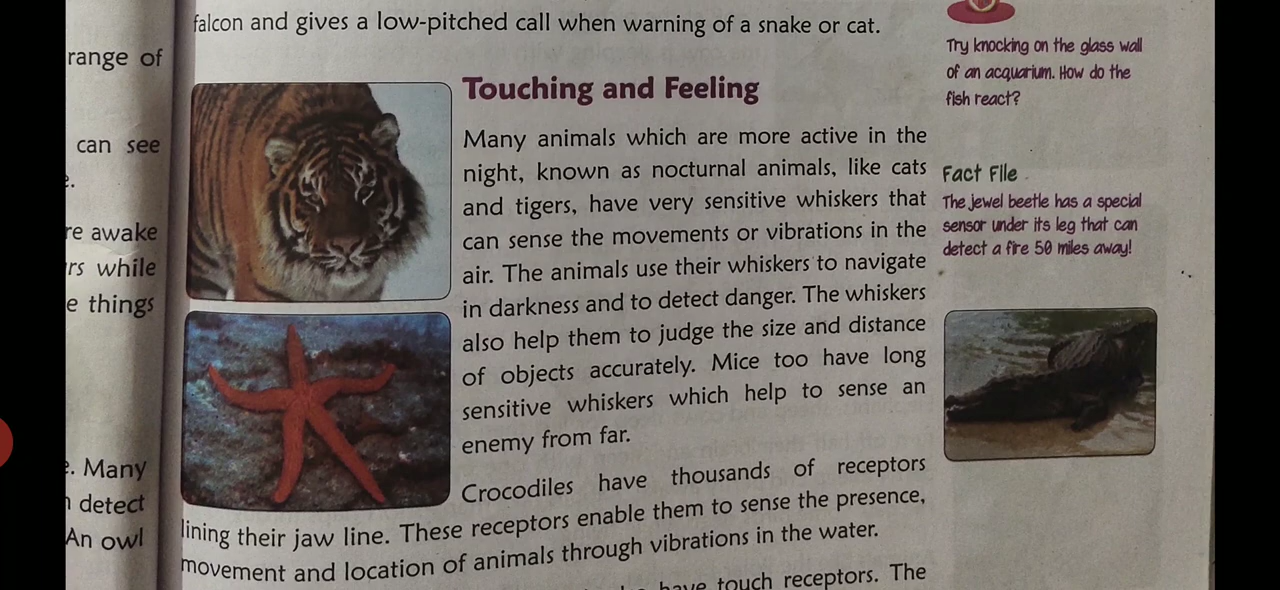 range of
can see
re awake
rs while
e things
. Many
detect
An owl
falcon and gives a low-pitched call when warning of a snake or cat.
Touching and Feeling
Many animals which are more active in the
night, known as nocturnal animals, like cats
and tigers, have very sensitive whiskers that
can sense the movements or vibrations in the
air. The animals use their whiskers to navigate
in darkness and to detect danger. The whiskers
also help them to judge the size and distance
of objects accurately. Mice too have long
sensitive whiskers which help to sense an
enemy from far.
Crocodiles have thousands of receptors
lining their jaw line. These receptors enable them to sense the presence,
movement and location of animals through vibrations in the water.
have touch receptors. The
Try knocking on the glass wall
of an acquarium. How do the
fish react?
Fact File
The jewel beetle has a special
sensor under its leg that can
detect a fire 50 miles away!